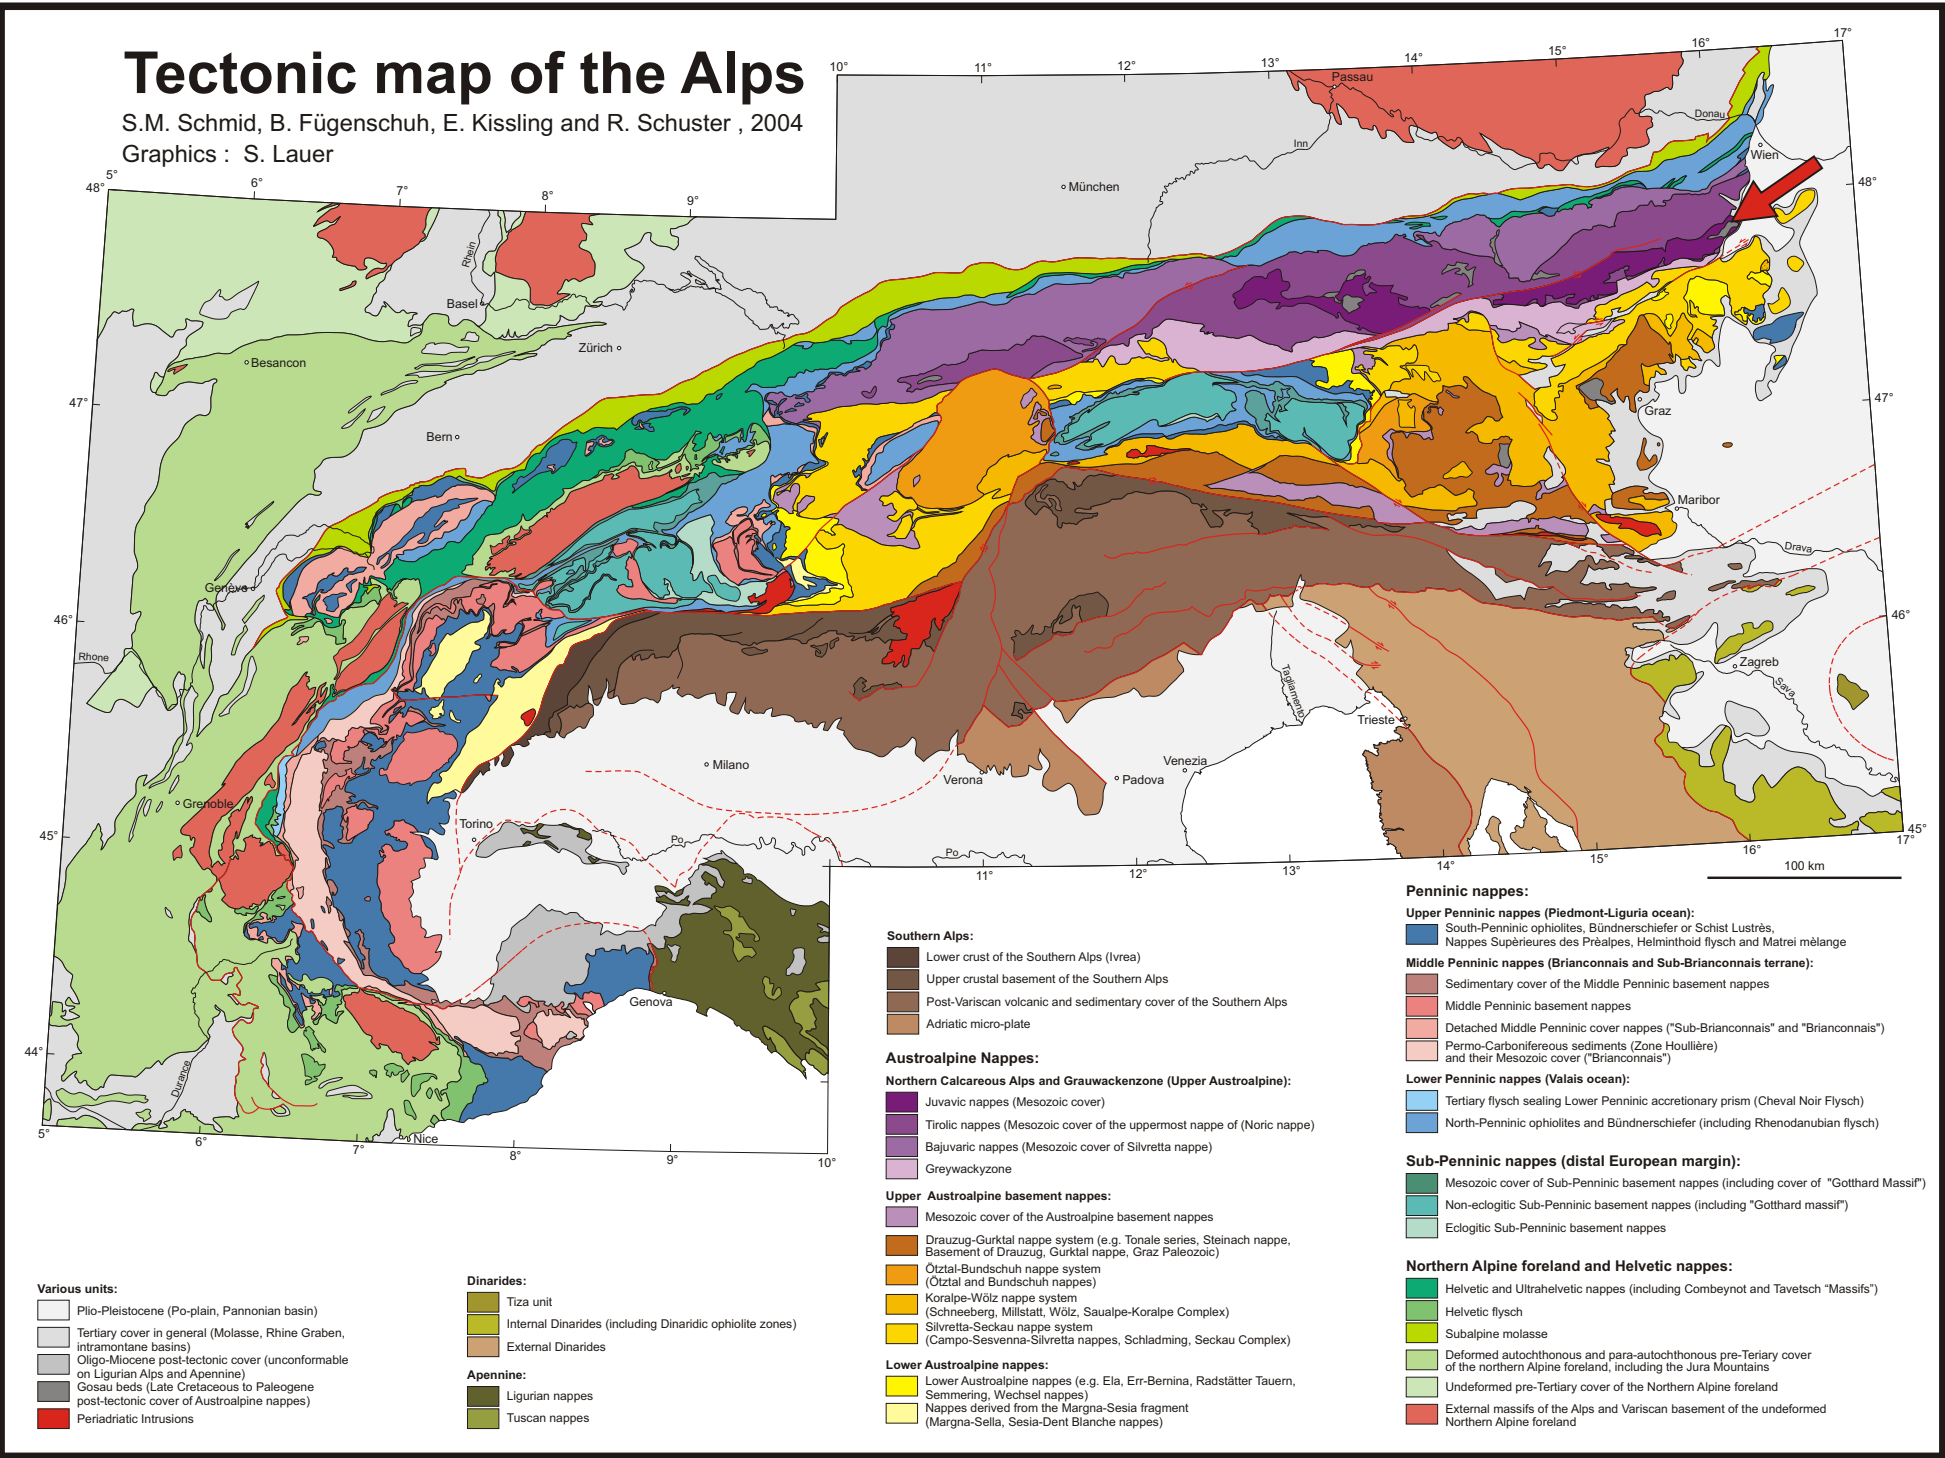 Tectonic map of the Alps
S.M. Schmid, B. Fügenschuh, E. Kissling and R. Schuster , 2004
Graphics : S. Lauer
10°
11°
12°
13°
14°
15°
16°
17°
48°
5°
6°
7°
8°
9°
48°
47°
47°
46°
46°
45°
45°
17°
44°
5°
6°
7°
8°
9°
10°
11°
12°
13°
14°
15°
16°
Passau
Donau
Wien
Inn
München
Rhein
Basel
Zürich
Besancon
Bern
Graz
Maribor
Drava
Genève
Rhone
Zagreb
Sava
Tagliamento
Trieste
Venezia
Padova
Verona
Milano
Grenoble
Torino
Po
Po
Genova
Durance
Nice
100 km
Various units:
Plio-Pleistocene (Po-plain, Pannonian basin)
Tertiary cover in general (Molasse, Rhine Graben,
intramontane basins)
Oligo-Miocene post-tectonic cover (unconformable
on Ligurian Alps and Apennine)
Gosau beds (Late Cretaceous to Paleogene
post-tectonic cover of Austroalpine nappes)
Periadriatic Intrusions
Dinarides:
Tiza unit
Internal Dinarides (including Dinaridic ophiolite zones)
External Dinarides
Apennine:
Ligurian nappes
Tuscan nappes
Southern Alps:
Lower crust of the Southern Alps (Ivrea)
Upper crustal basement of the Southern Alps
Post-Variscan volcanic and sedimentary cover of the Southern Alps
Adriatic micro-plate
Austroalpine Nappes:
Northern Calcareous Alps and Grauwackenzone (Upper Austroalpine):
Juvavic nappes (Mesozoic cover)
Tirolic nappes (Mesozoic cover of the uppermost nappe of (Noric nappe)
Bajuvaric nappes (Mesozoic cover of Silvretta nappe)
Greywackyzone
Upper Austroalpine basement nappes:
Mesozoic cover of the Austroalpine basement nappes
Drauzug-Gurktal nappe system (e.g. Tonale series, Steinach nappe,
Basement of Drauzug, Gurktal nappe, Graz Paleozoic)
Ötztal-Bundschuh nappe system
(Ötztal and Bundschuh nappes)
Koralpe-Wölz nappe system
(Schneeberg, Millstatt, Wölz, Saualpe-Koralpe Complex)
Silvretta-Seckau nappe system
(Campo-Sesvenna-Silvretta nappes, Schladming, Seckau Complex)
Lower Austroalpine nappes:
Lower Austroalpine nappes (e.g. Ela, Err-Bernina, Radstätter Tauern,
Semmering, Wechsel nappes)
Nappes derived from the Margna-Sesia fragment
(Margna-Sella, Sesia-Dent Blanche nappes)
Penninic nappes:
Upper Penninic nappes (Piedmont-Liguria ocean):
South-Penninic ophiolites, Bündnerschiefer or Schist Lustrès,
Nappes Supèrieures des Prèalpes, Helminthoid flysch and Matrei mèlange
Middle Penninic nappes (Brianconnais and Sub-Brianconnais terrane):
Sedimentary cover of the Middle Penninic basement nappes
Middle Penninic basement nappes
Detached Middle Penninic cover nappes ("Sub-Brianconnais" and "Brianconnais")
Permo-Carbonifereous sediments (Zone Houllière)
and their Mesozoic cover ("Brianconnais")
Lower Penninic nappes (Valais ocean):
Tertiary flysch sealing Lower Penninic accretionary prism (Cheval Noir Flysch)
North-Penninic ophiolites and Bündnerschiefer (including Rhenodanubian flysch)
Sub-Penninic nappes (distal European margin):
Mesozoic cover of Sub-Penninic basement nappes (including cover of "Gotthard Massif")
Non-eclogitic Sub-Penninic basement nappes (including "Gotthard massif")
Eclogitic Sub-Penninic basement nappes
Northern Alpine foreland and Helvetic nappes:
Helvetic and Ultrahelvetic nappes (including Combeynot and Tavetsch “Massifs”)
Helvetic flysch
Subalpine molasse
Deformed autochthonous and para-autochthonous pre-Teriary cover
of the northern Alpine foreland, including the Jura Mountains
Undeformed pre-Tertiary cover of the Northern Alpine foreland
External massifs of the Alps and Variscan basement of the undeformed
Northern Alpine foreland